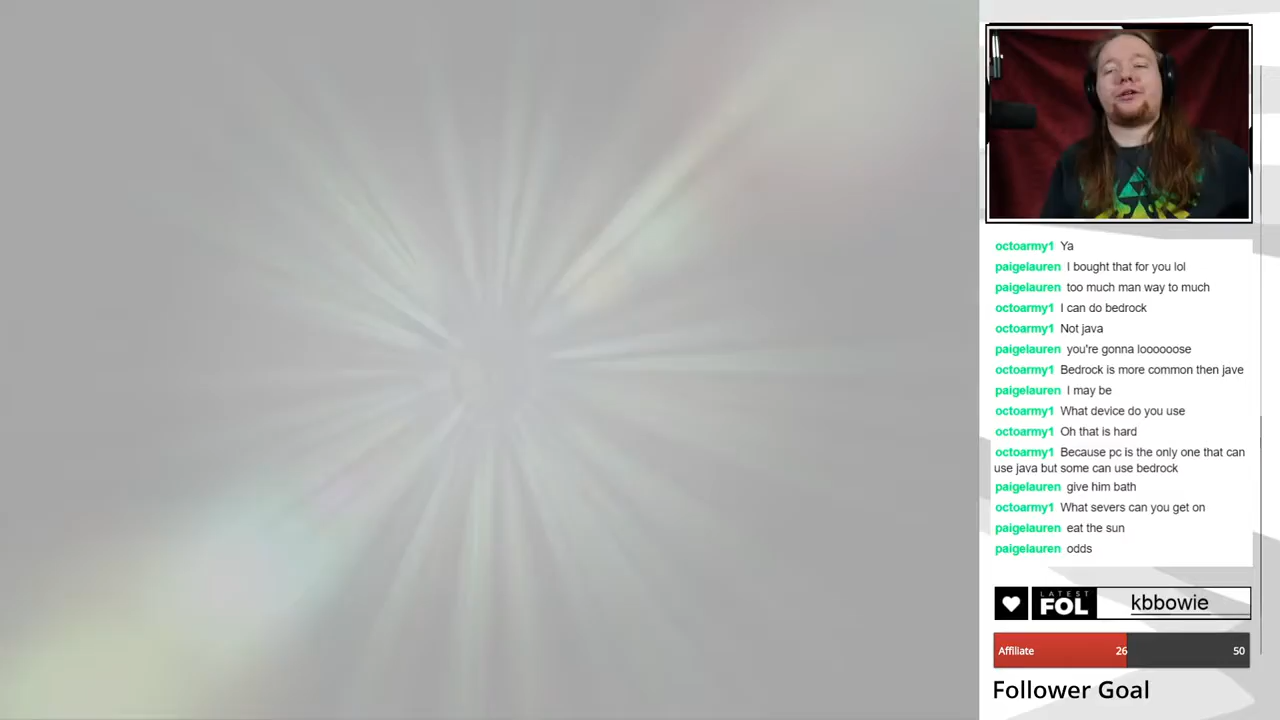 octoarmy1 Ya
paigelauren I bought that for you lol
paigelauren too much man way to much
octoarmy1 I can do bedrock
octoarmy1 Not java
paigelauren you're gonna loooooose
octoarmy1 Bedrock is more common then jave
paigelauren I may be
octoarmy1 What device do you use
octoarmy1 Oh that is hard
octoarmy1 Because pc is the only one that can
use java but some can use bedrock
paigelauren give him bath
octoarmy1 What severs can you get on
paigelauren eat the sun
paigelauren odds
LATEST
FOL kbbowie
Affiliate 26 50
Follower Goal